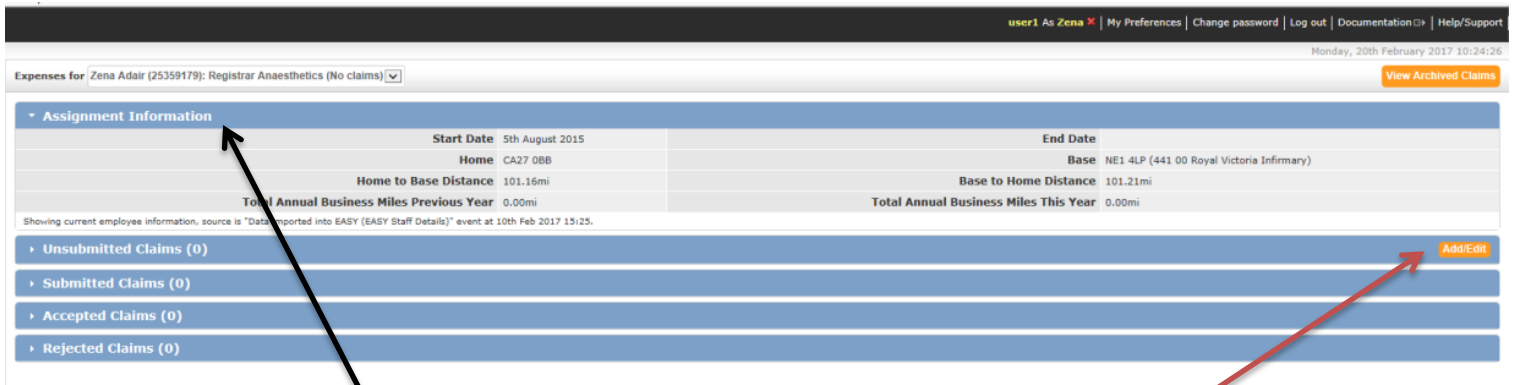 user1 As Zena ✖ | My Preferences | Change password | Log out | Documentation | Help/Support
Monday, 20th February 2017 10:24:26
Expenses for Zena Adair (25359179): Registrar Anaesthetics (No claims)
View Archived Claims
Assignment Information
Start Date 5th August 2015 End Date
Home CA27 0BB Base NE1 4LP (441 00 Royal Victoria Infirmary)
Home to Base Distance 101.16mi Base to Home Distance 101.21mi
Total Annual Business Miles Previous Year 0.00mi Total Annual Business Miles This Year 0.00mi
Showing current employee information, source is "Data imported into EASY (EASY Staff Details)" event at 10th Feb 2017 15:25.
Unsubmitted Claims (0) Add/Edit
Submitted Claims (0)
Accepted Claims (0)
Rejected Claims (0)